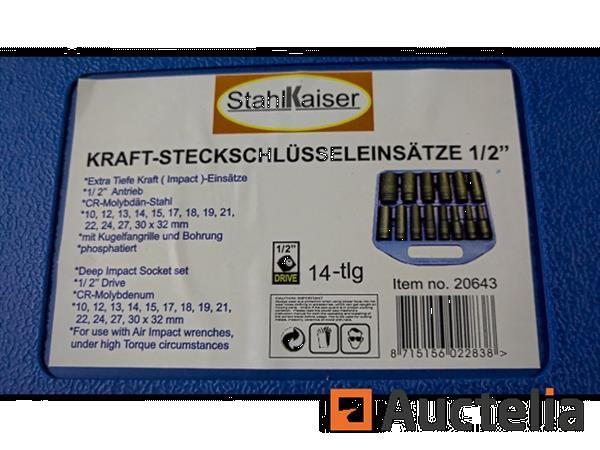 StahlKaiser
KRAFT-STECKSCHLÜSSELEINSÄTZE 1/2”
*Extra Tiefe Kraft ( Impact )-Einsätze
*1/ 2” Antrieb
*CR-Molybdän-Stahl
*10, 12, 13, 14, 15, 17, 18, 19, 21,
22, 24, 27, 30 x 32 mm
*mit Kugelfangrille und Bohrung
*phosphatiert
*Deep Impact Socket set
*1/ 2” Drive
*CR-Molybdenum
*10, 12, 13, 14, 15, 17, 18, 19, 21,
22, 24, 27, 30 x 32 mm
*For use with Air Impact wrenches,
under high Torque circumstances
1/2”
DRIVE
14-tlg
Item no. 20643
CAUTION - IMPORTANT
8 715156 022838 >
Auctelia